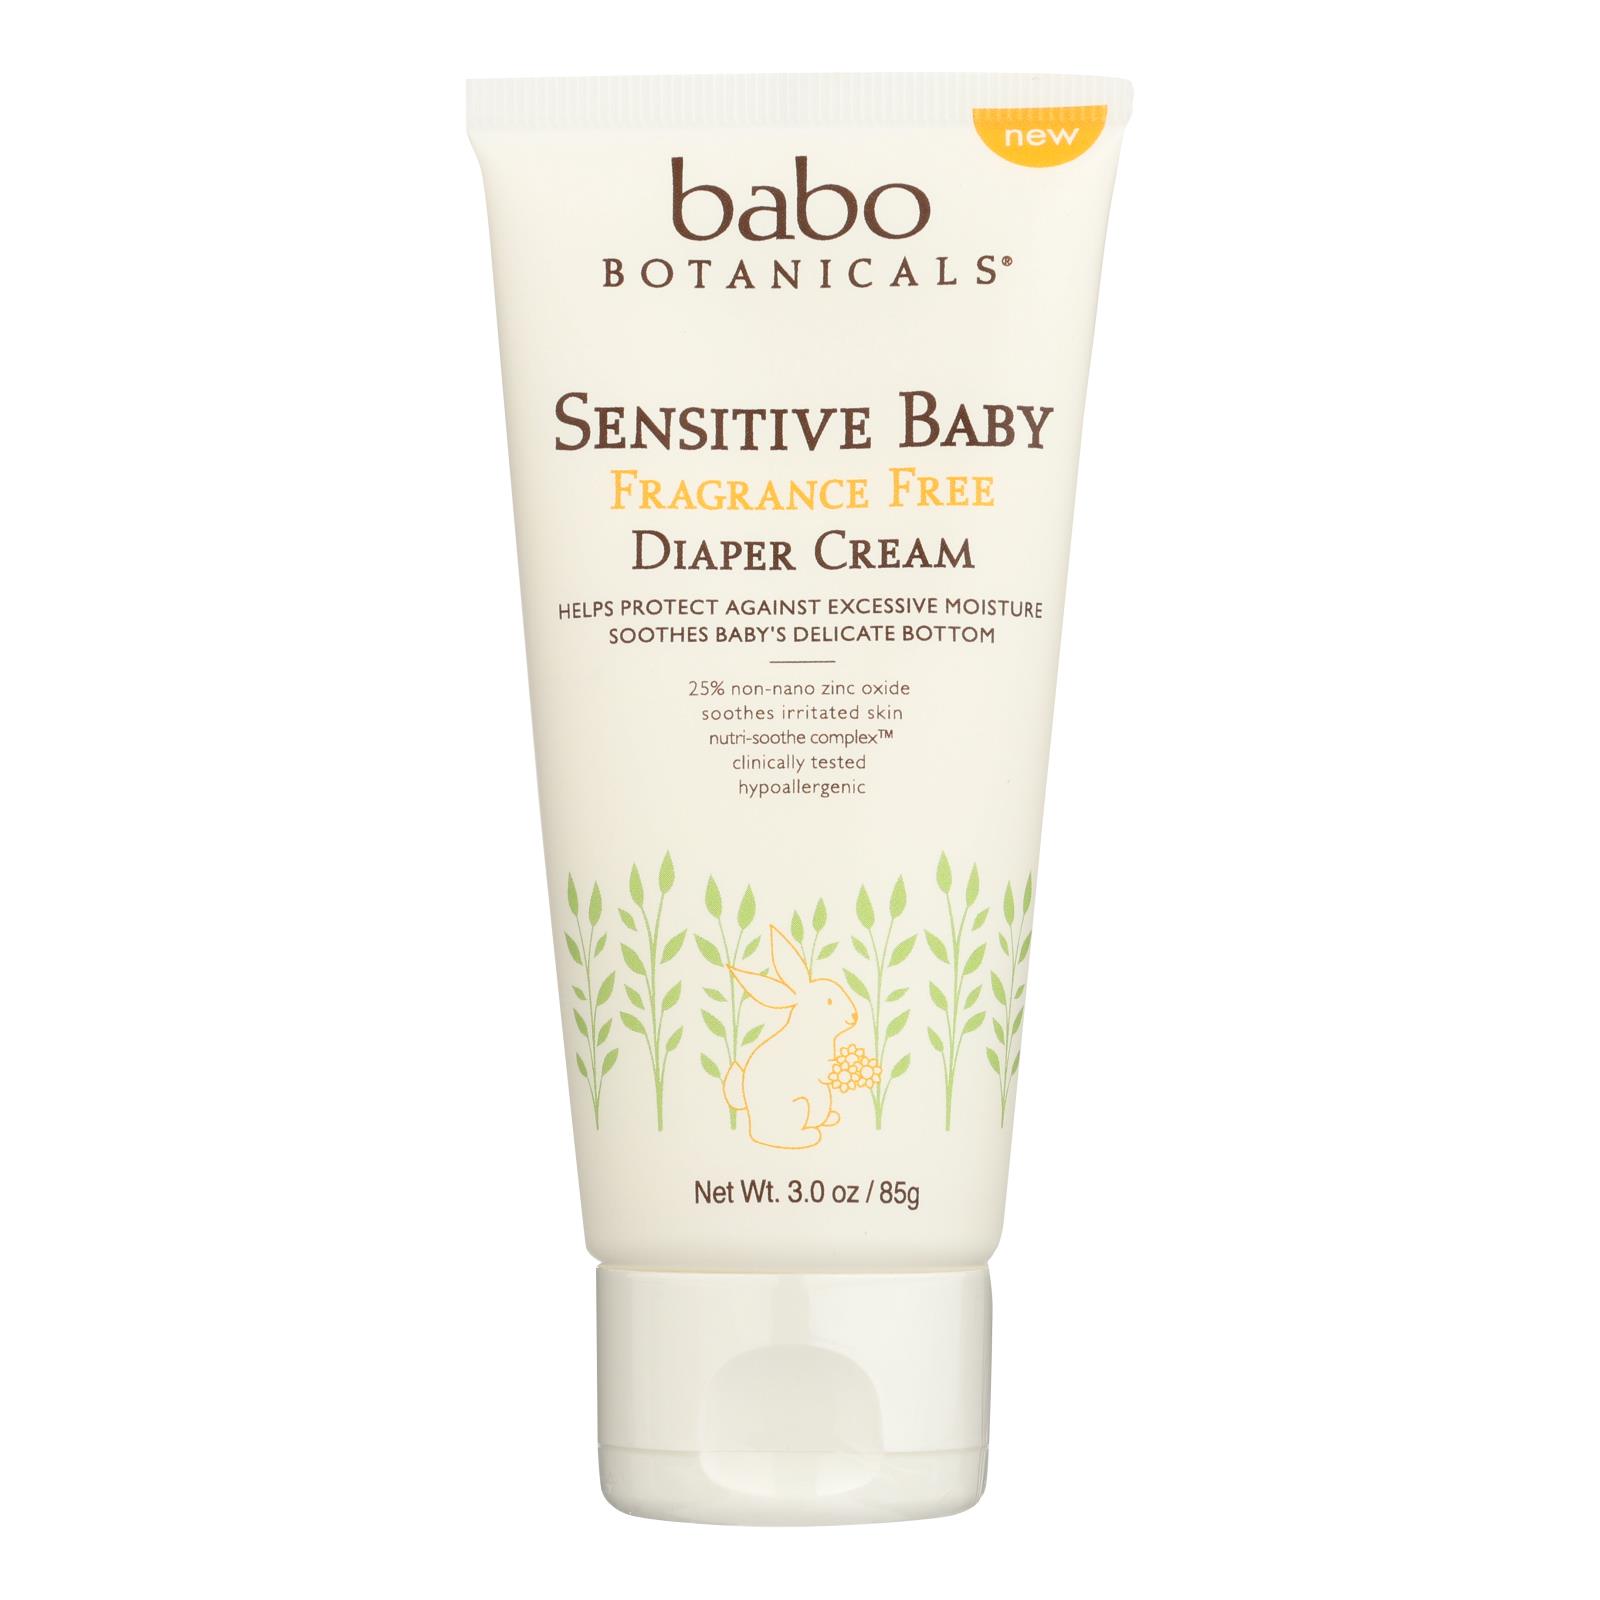 new
babo
BOTANICALS®
SENSITIVE BABY
FRAGRANCE FREE
DIAPER CREAM
HELPS PROTECT AGAINST EXCESSIVE MOISTURE
SOOTHES BABY'S DELICATE BOTTOM
25% non-nano zinc oxide
soothes irritated skin
nutri-soothe complex™
clinically tested
hypoallergenic
Net Wt. 3.0 oz / 85g